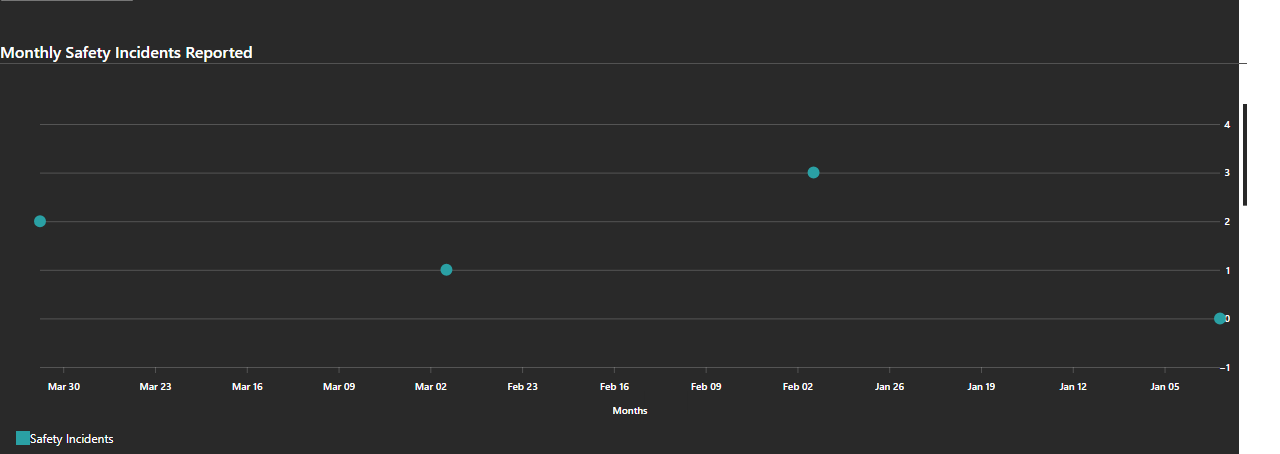 Monthly Safety Incidents Reported
4
3
2
1
0
−1
Mar 30 Mar 23 Mar 16 Mar 09 Mar 02 Feb 23 Feb 16 Feb 09 Feb 02 Jan 26 Jan 19 Jan 12 Jan 05
Months
Safety Incidents